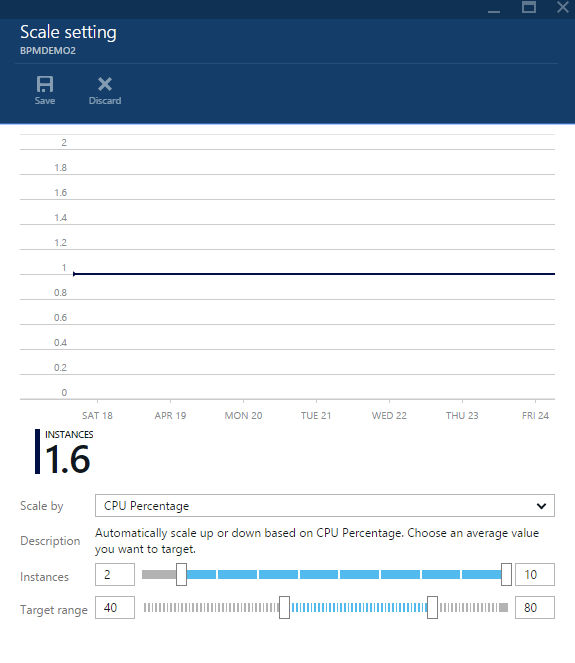 Scale setting
BPMDEMO2
Save
Discard
2
1.8
1.6
1.4
1.2
1
0.8
0.6
0.4
0.2
0
SAT 18 APR 19 MON 20 TUE 21 WED 22 THU 23 FRI 24
INSTANCES
1.6
Scale by CPU Percentage
Description Automatically scale up or down based on CPU Percentage. Choose an average value
you want to target.
Instances 2 10
Target range 40 80